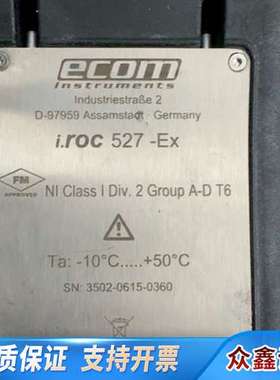 ecom
instruments
Industriestraße 2
D-97959 Assamstadt · Germany
i.roc 527 -Ex
FM
APPROVED
NI Class I Div. 2 Group A-D T6
Ta: -10°C.....+50°C
SN: 3502-0615-0360
质保证 支持开票
众鑫